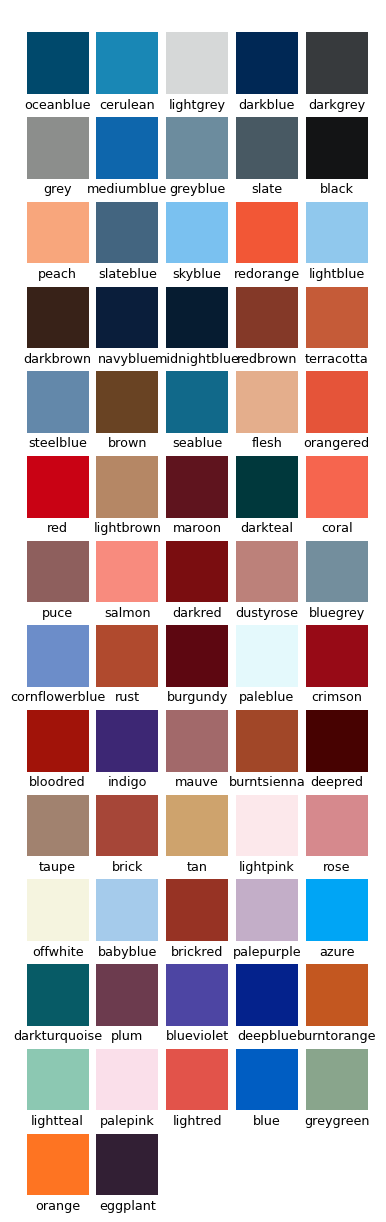 oceanblue cerulean lightgrey darkblue darkgrey
grey mediumblue greyblue slate black
peach slateblue skyblue redorange lightblue
darkbrown navyblue midnightblue redbrown terracotta
steelblue brown seablue flesh orangered
red lightbrown maroon darkteal coral
puce salmon darkred dustyrose bluegrey
cornflowerblue rust burgundy paleblue crimson
bloodred indigo mauve burntsienna deepred
taupe brick tan lightpink rose
offwhite babyblue brickred palepurple azure
darkturquoise plum blueviolet deepblue burntorange
lightteal palepink lightred blue greygreen
orange eggplant